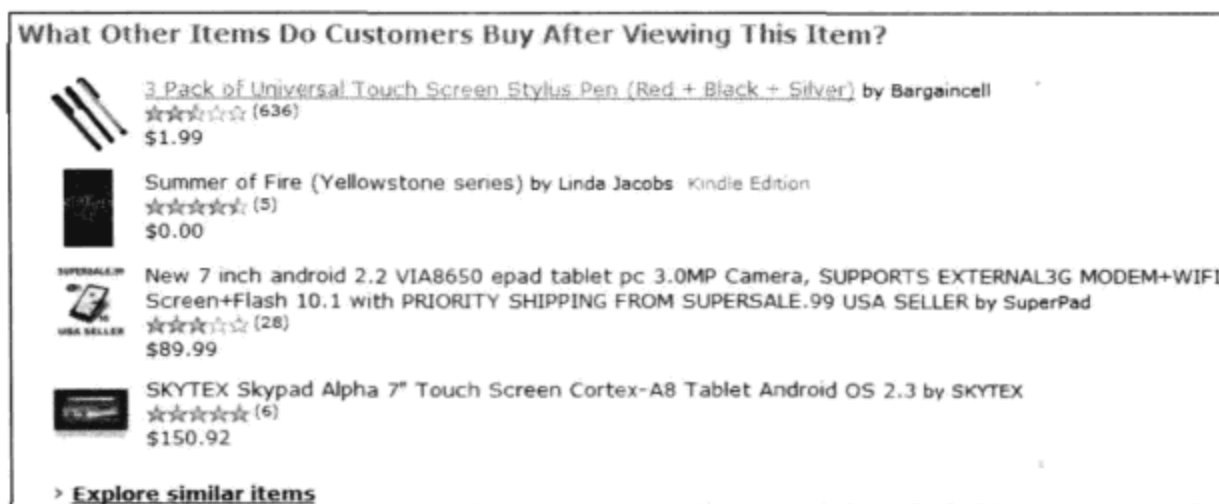 What Other Items Do Customers Buy After Viewing This Item?
3 Pack of Universal Touch Screen Stylus Pen (Red + Black + Silver) by Bargaincell
(636)
$1.99
Summer of Fire (Yellowstone series) by Linda Jacobs Kindle Edition
(5)
$0.00
SUPERSALE.99
USA SELLER
New 7 inch android 2.2 VIA8650 epad tablet pc 3.0MP Camera, SUPPORTS EXTERNAL3G MODEM+WIFI
Screen+Flash 10.1 with PRIORITY SHIPPING FROM SUPERSALE.99 USA SELLER by SuperPad
(28)
$89.99
SKYTEX Skypad Alpha 7" Touch Screen Cortex-A8 Tablet Android OS 2.3 by SKYTEX
(6)
$150.92
> Explore similar items